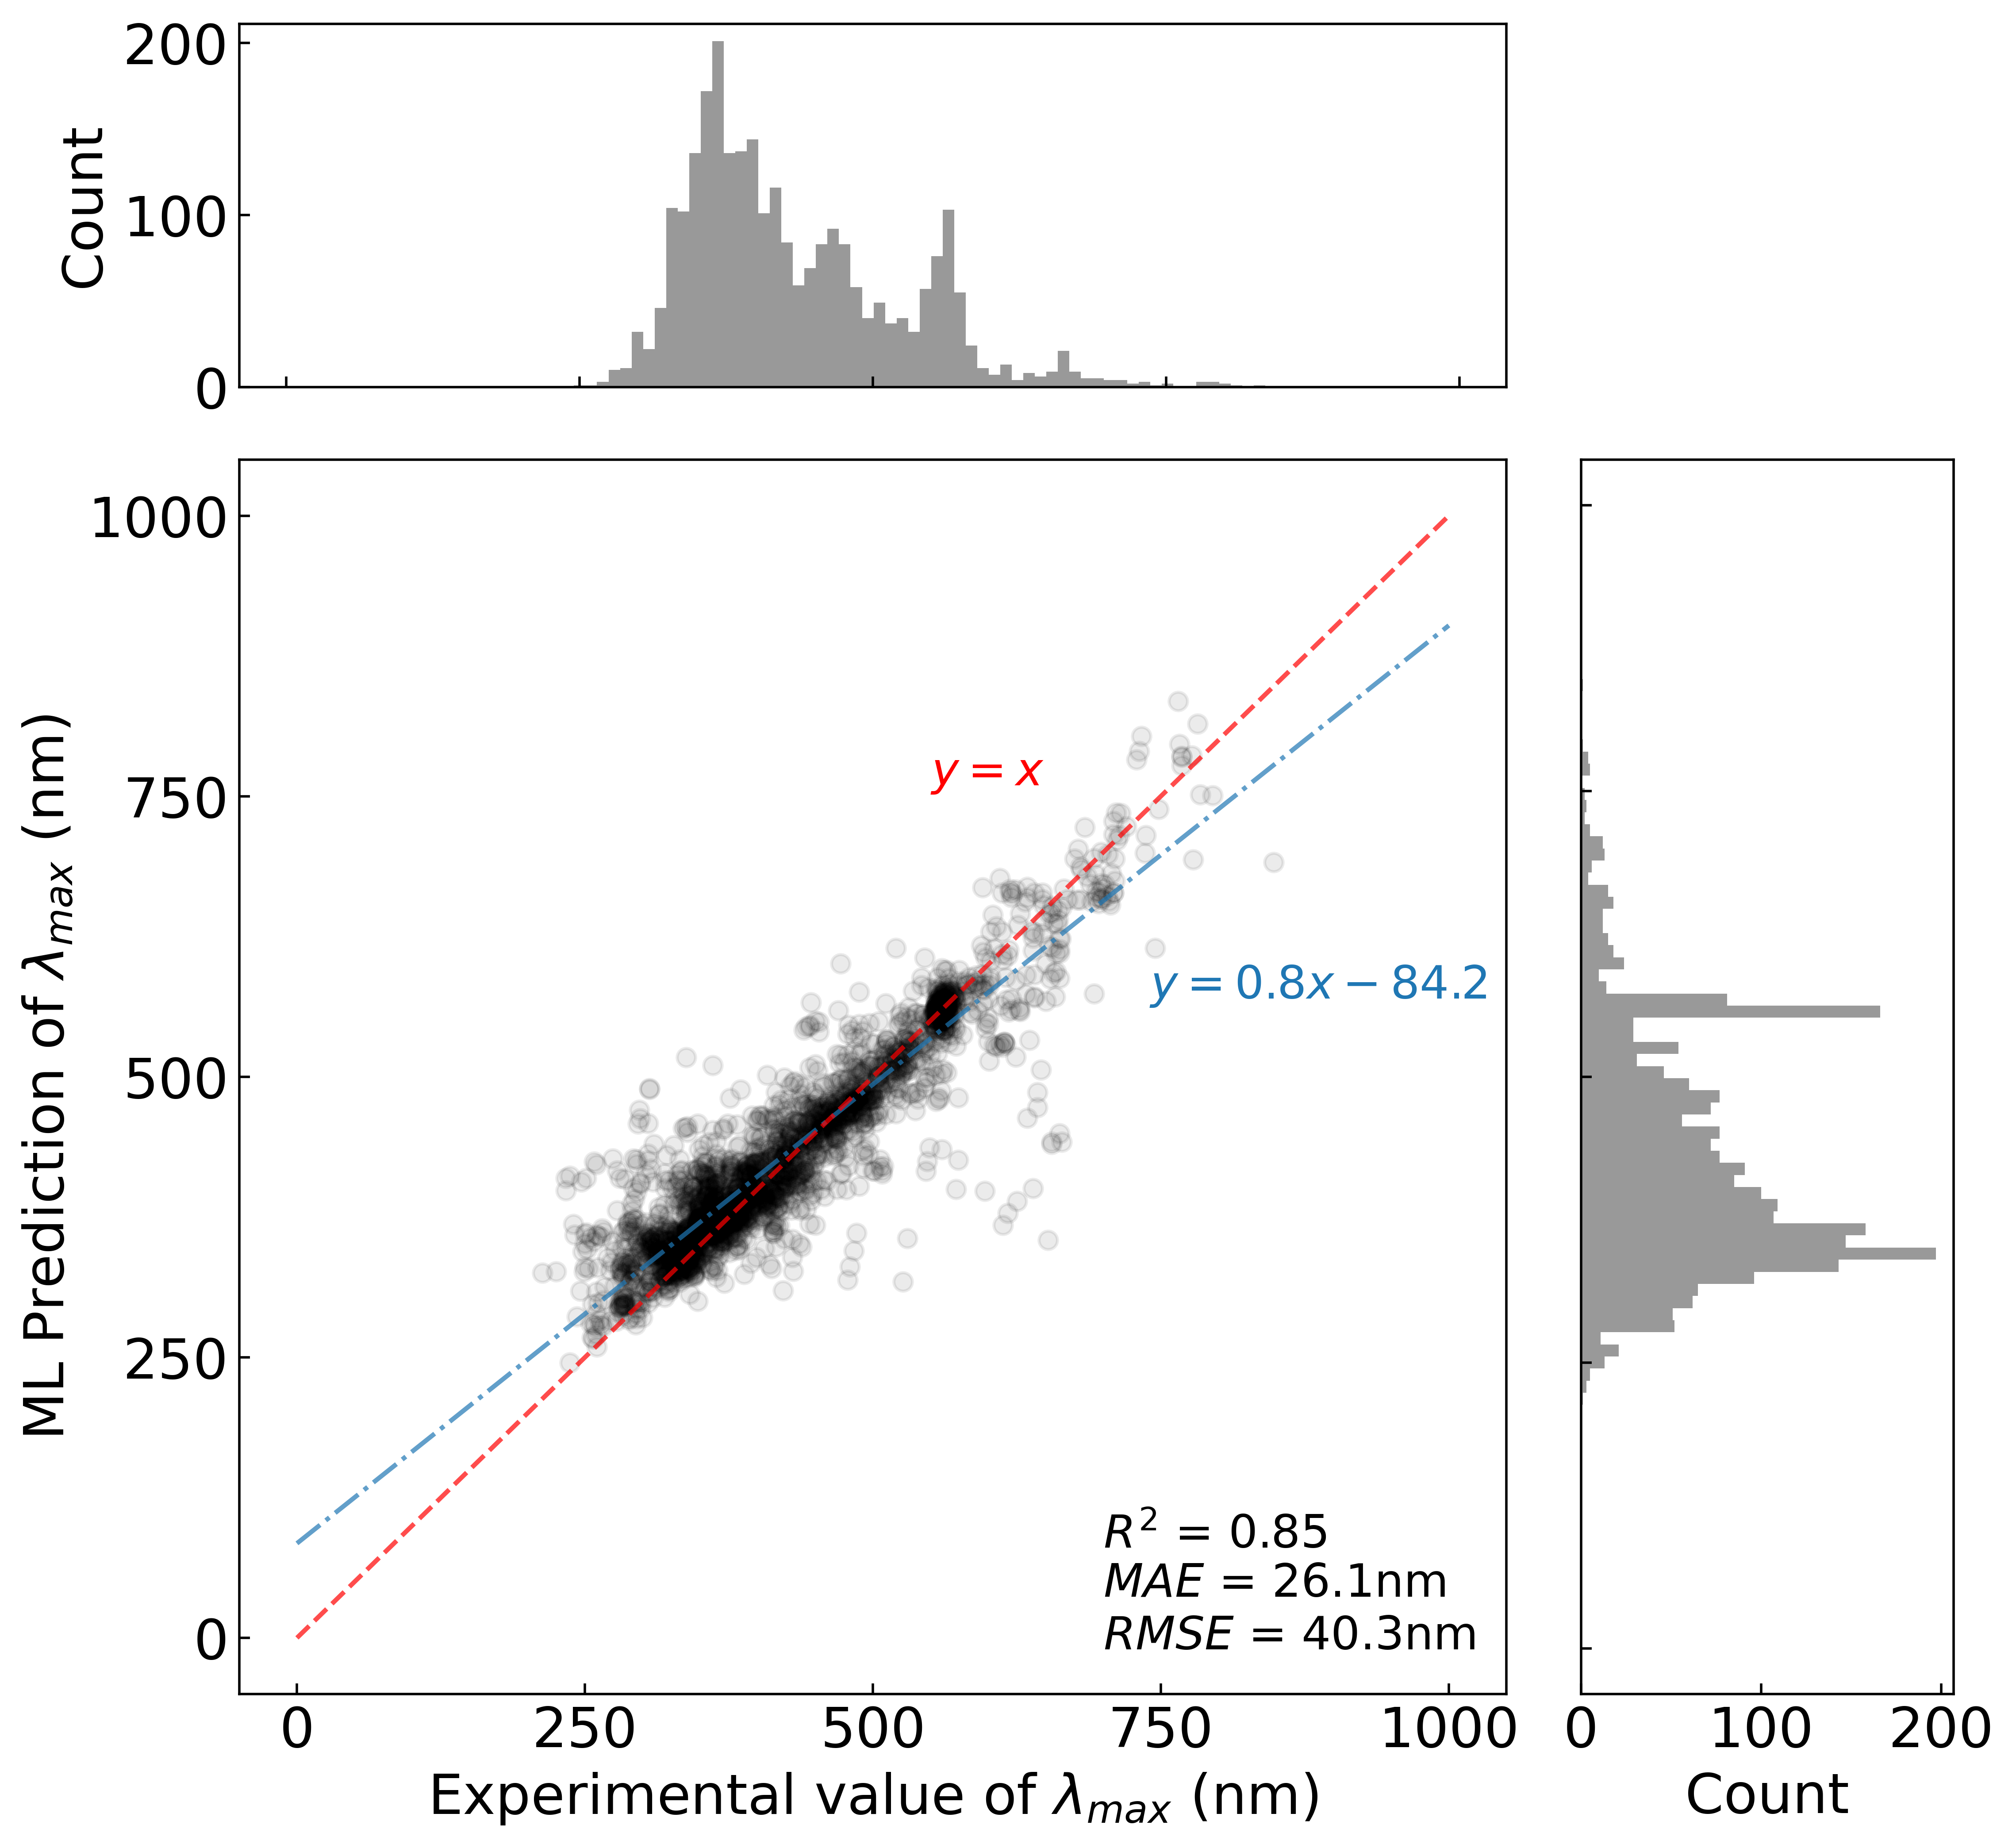 200
100
0
Count
1000
750
500
250
0
ML Prediction of λmax (nm)
y = x
y = 0.8x − 84.2
R² = 0.85
MAE = 26.1nm
RMSE = 40.3nm
0 250 500 750 1000
Experimental value of λmax (nm)
0 100 200
Count